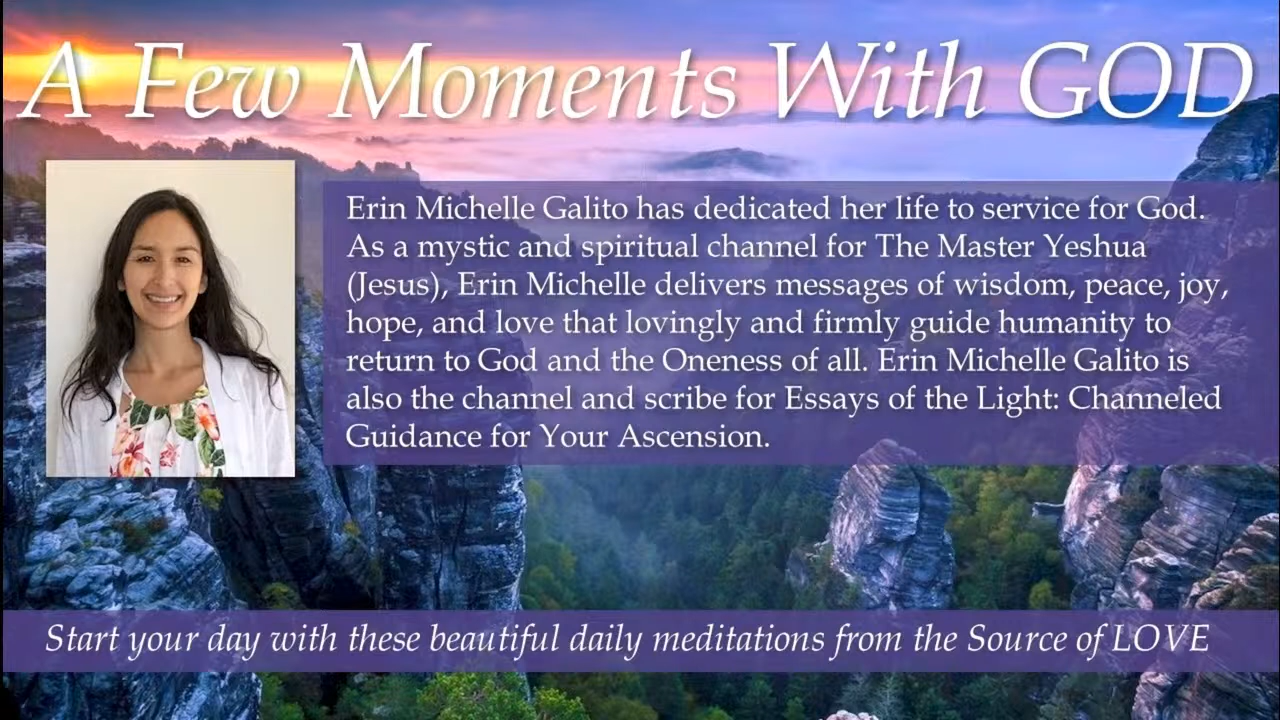 A Few Moments With GOD
Erin Michelle Galito has dedicated her life to service for God.
As a mystic and spiritual channel for The Master Yeshua
(Jesus), Erin Michelle delivers messages of wisdom, peace, joy,
hope, and love that lovingly and firmly guide humanity to
return to God and the Oneness of all. Erin Michelle Galito is
also the channel and scribe for Essays of the Light: Channeled
Guidance for Your Ascension.
Start your day with these beautiful daily meditations from the Source of LOVE